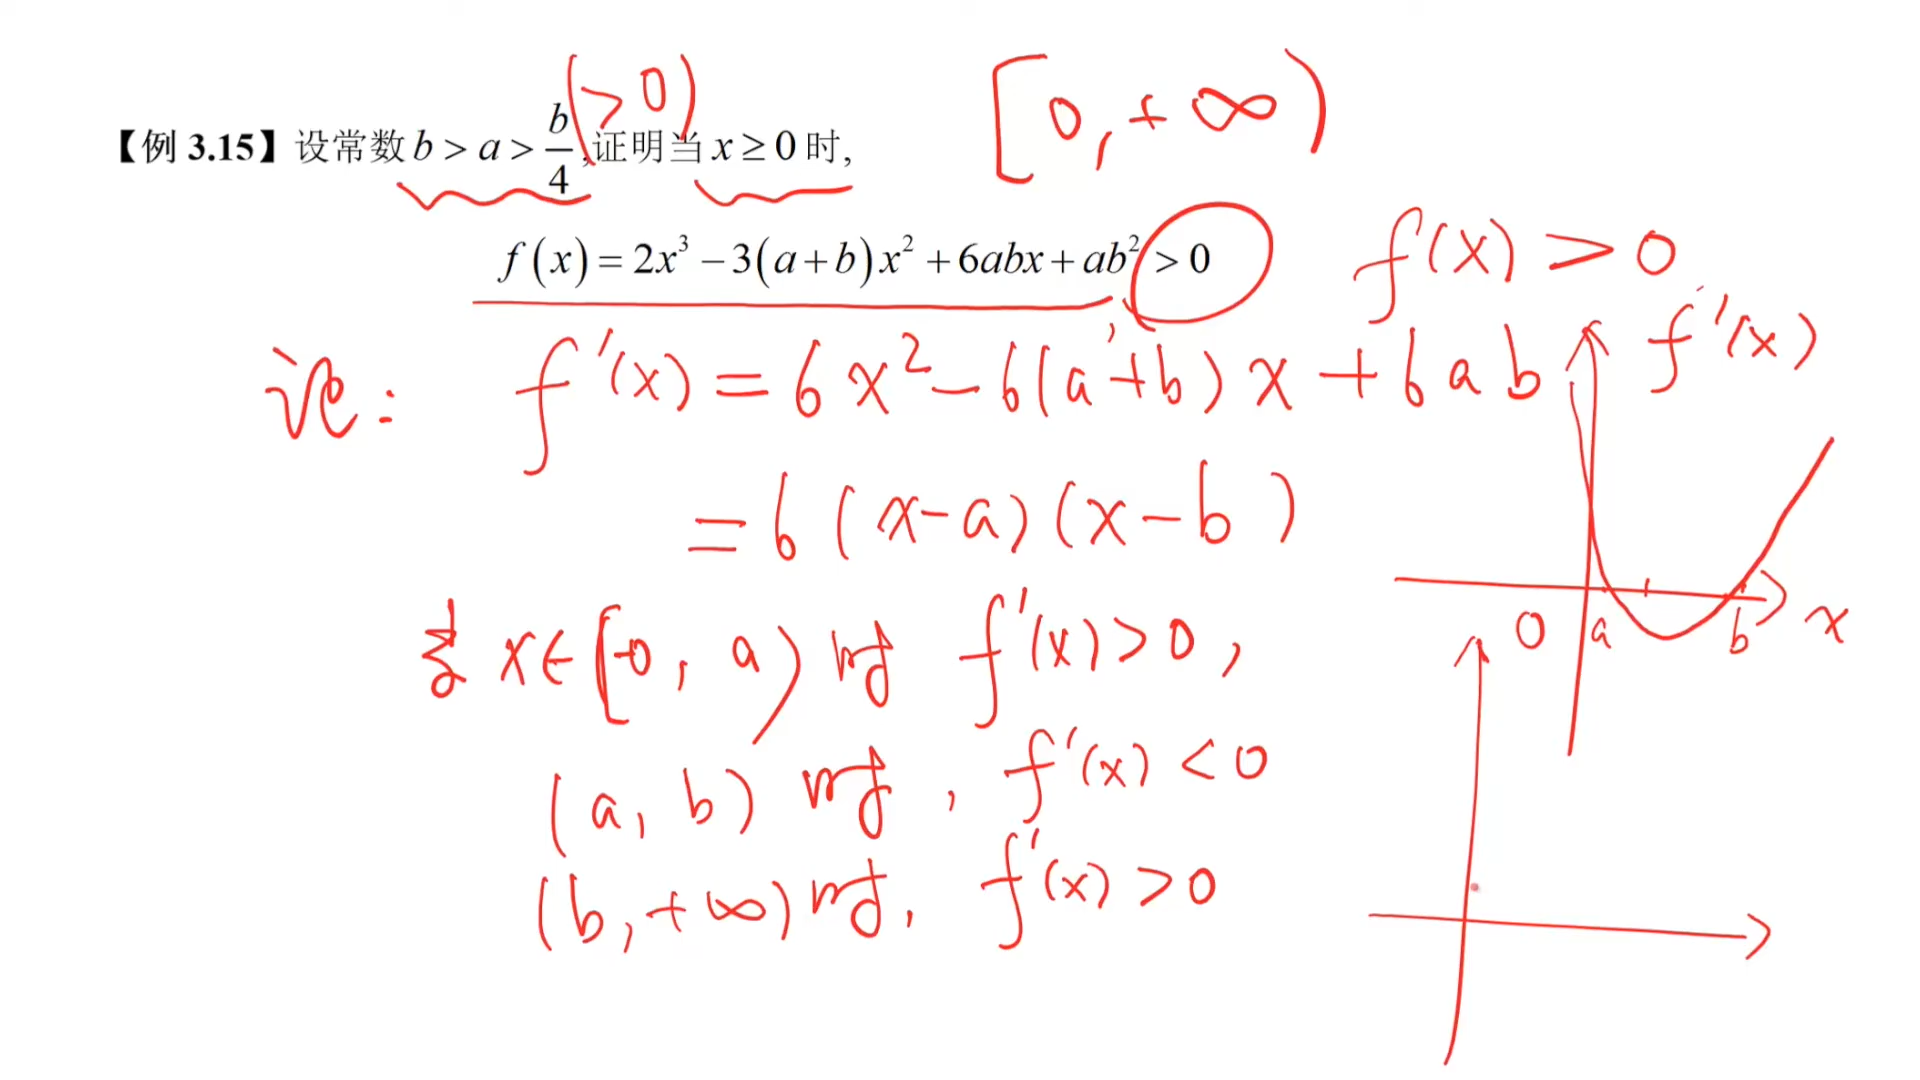 【例 3.15】设常数 b > a > b/4 (>0), 证明当 x ≥ 0 时,
[0, +∞)
f(x) = 2x³ − 3(a+b)x² + 6abx + ab² > 0
f(x) > 0
证: f'(x) = 6x² − 6(a+b)x + 6ab
f'(x)
= 6(x−a)(x−b)
当 x∈[0, a) 时 f'(x) > 0,
O a b x
(a, b) 时, f'(x) < 0
(b, +∞) 时, f'(x) > 0